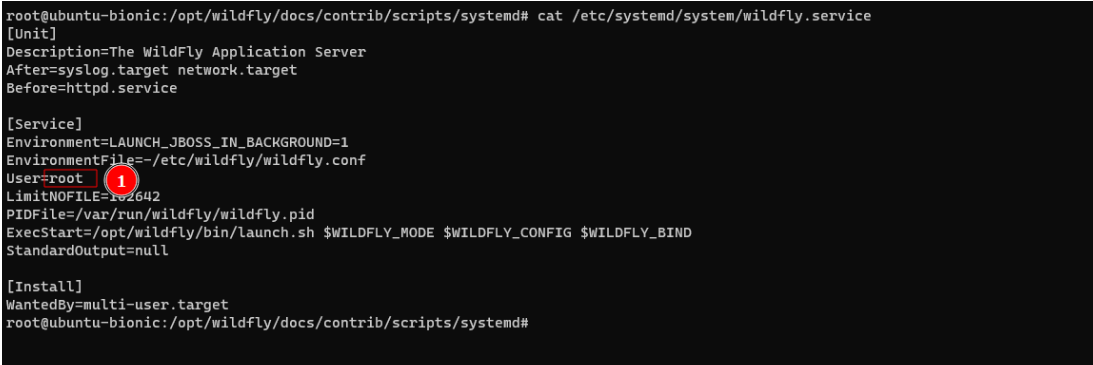 root@ubuntu-bionic:/opt/wildfly/docs/contrib/scripts/systemd# cat /etc/systemd/system/wildfly.service
[Unit]
Description=The WildFly Application Server
After=syslog.target network.target
Before=httpd.service
[Service]
Environment=LAUNCH_JBOSS_IN_BACKGROUND=1
EnvironmentFile=-/etc/wildfly/wildfly.conf
User=root 1
LimitNOFILE=102642
PIDFile=/var/run/wildfly/wildfly.pid
ExecStart=/opt/wildfly/bin/launch.sh $WILDFLY_MODE $WILDFLY_CONFIG $WILDFLY_BIND
StandardOutput=null
[Install]
WantedBy=multi-user.target
root@ubuntu-bionic:/opt/wildfly/docs/contrib/scripts/systemd#